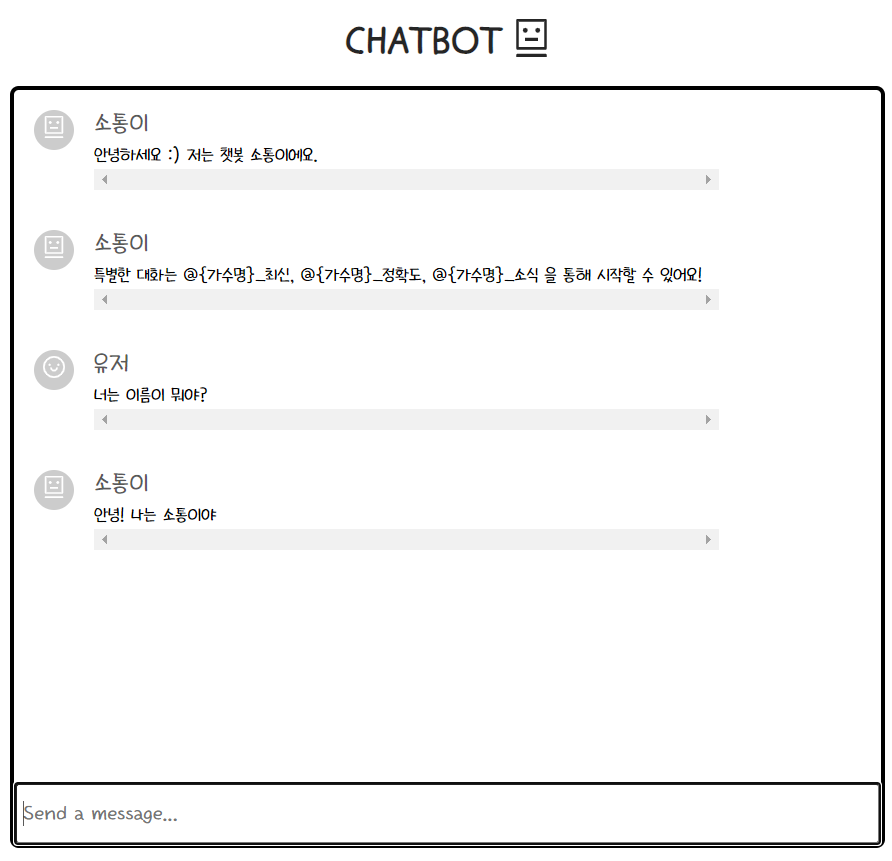 CHATBOT
소통이
안녕하세요 :) 저는 챗봇 소통이에요.
소통이
특별한 대화는 @{가수명}_최신, @{가수명}_정확도, @{가수명}_소식 을 통해 시작할 수 있어요!
유저
너는 이름이 뭐야?
소통이
안녕! 나는 소통이야
Send a message...